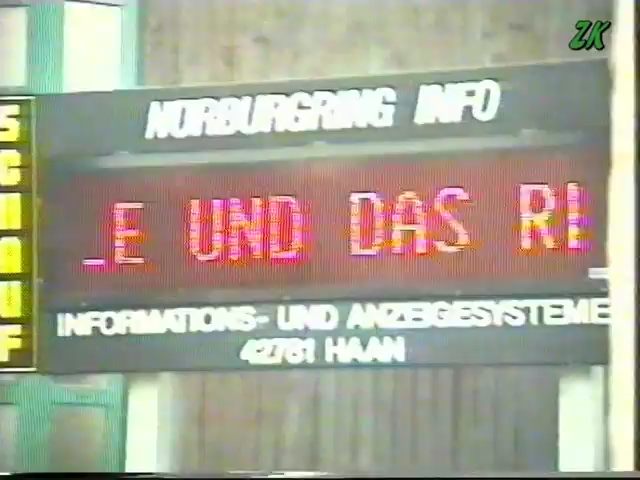 ZK
NÜRBURGRING INFO
_E UND DAS RI
INFORMATIONS- UND ANZEIGESYSTEME
42781 HAAN